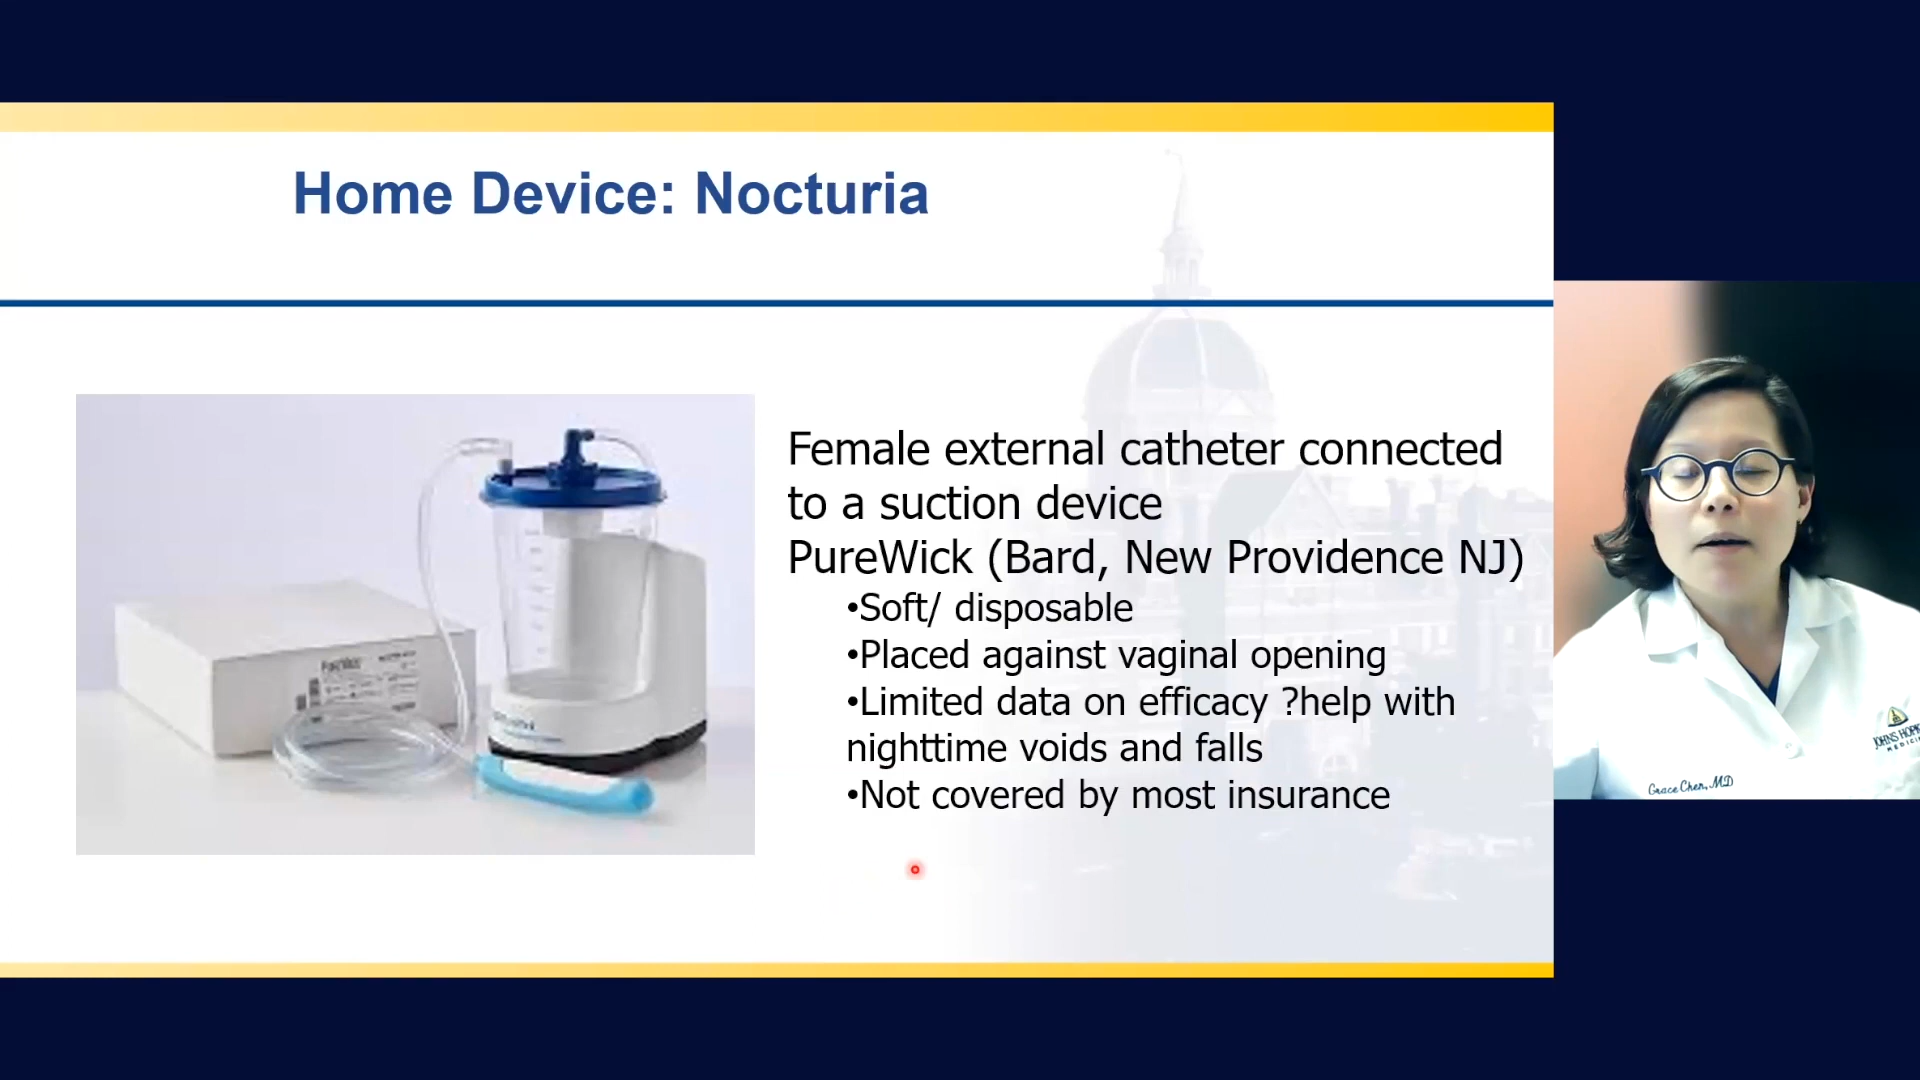 Home Device: Nocturia
Female external catheter connected
to a suction device
PureWick (Bard, New Providence NJ)
•Soft/ disposable
•Placed against vaginal opening
•Limited data on efficacy ?help with
nighttime voids and falls
•Not covered by most insurance
JOHNS
Grace Chen, MD